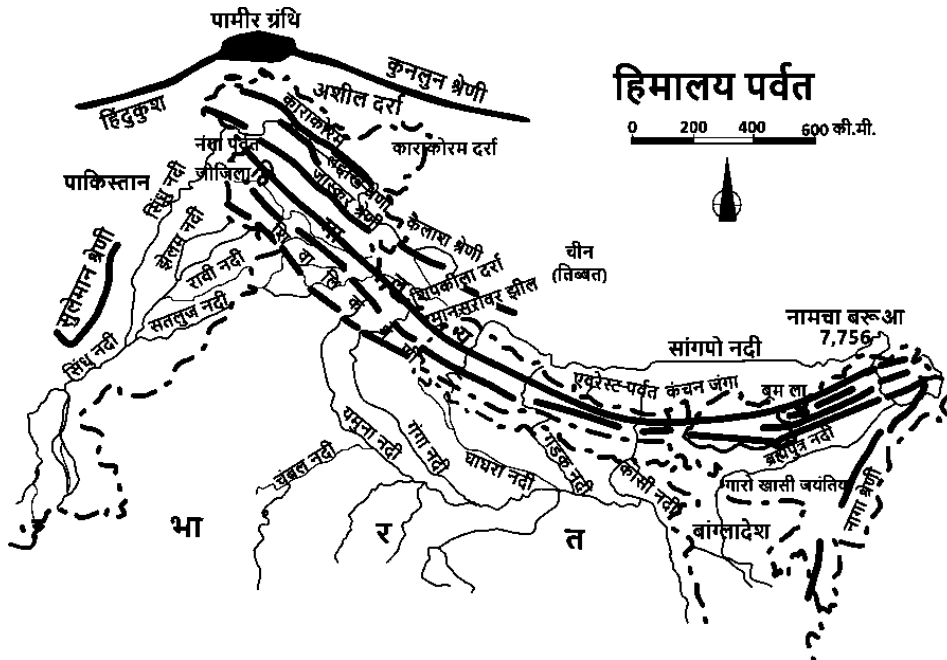 पामीर ग्रंथि
कुनलुन श्रेणी
हिंदुकुश
अशील दर्रा
हिमालय पर्वत
0 200 400 600 की.मी.
काराकोरम
काराकोरम दर्रा
नंगा पर्वत
जोजिला
पाकिस्तान
सिंधु नदी
लद्दाख श्रेणी
जास्कर श्रेणी
कैलाश श्रेणी
झेलम नदी
रावी नदी
सतलुज नदी
सुलेमान श्रेणी
सिंधु नदी
चीन
(तिब्बत)
शिपकीला दर्रा
मानसरोवर झील
नामचा बरूआ
7,756
सांगपो नदी
एवरेस्ट पर्वत कंचन जंगा
बूम ला
ब्रह्मपुत्र नदी
गारो खासी जयंतिया
नागा श्रेणी
यमुना नदी
गंगा नदी
घाघरा नदी
गंडक नदी
कोसी नदी
चंबल नदी
बांग्लादेश
भा र त